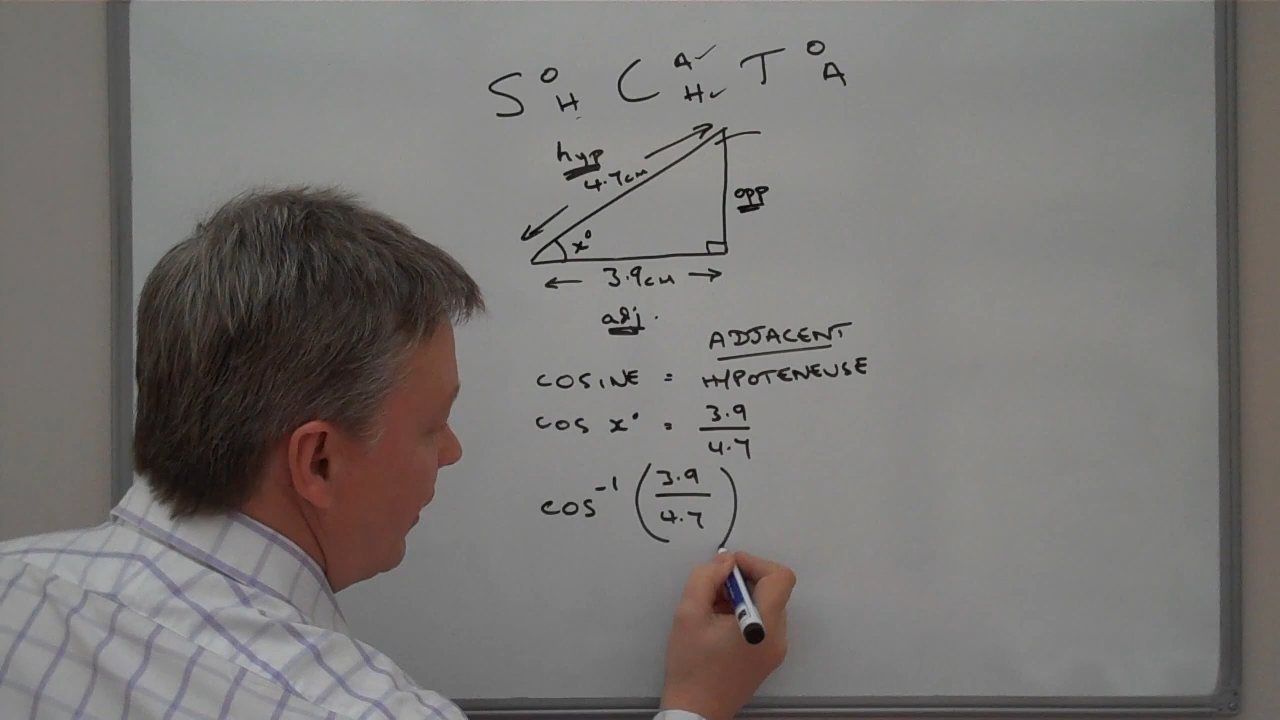 S O H C A ✓ H ✓ T O A
hyp
4.7cm
opp
x°
3.9cm
adj.
COSINE = ADJACENT / HYPOTENEUSE
cos x° = 3.9 / 4.7
cos⁻¹ (3.9 / 4.7)